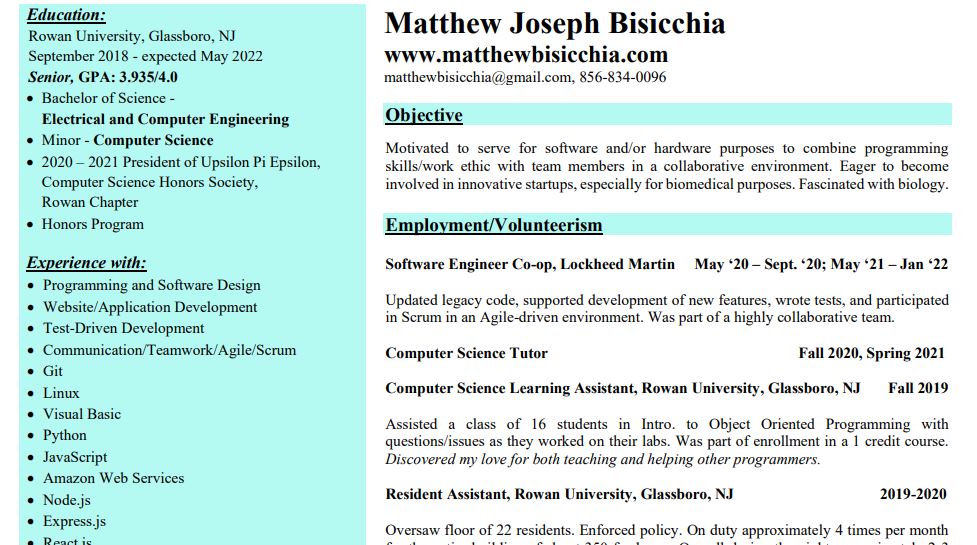 Education:
Rowan University, Glassboro, NJ
September 2018 - expected May 2022
Senior, GPA: 3.935/4.0
• Bachelor of Science -
Electrical and Computer Engineering
• Minor - Computer Science
• 2020 – 2021 President of Upsilon Pi Epsilon,
Computer Science Honors Society,
Rowan Chapter
• Honors Program
Experience with:
• Programming and Software Design
• Website/Application Development
• Test-Driven Development
• Communication/Teamwork/Agile/Scrum
• Git
• Linux
• Visual Basic
• Python
• JavaScript
• Amazon Web Services
• Node.js
• Express.js
• React.js
Matthew Joseph Bisicchia
www.matthewbisicchia.com
matthewbisicchia@gmail.com, 856-834-0096
Objective
Motivated to serve for software and/or hardware purposes to combine programming
skills/work ethic with team members in a collaborative environment. Eager to become
involved in innovative startups, especially for biomedical purposes. Fascinated with biology.
Employment/Volunteerism
Software Engineer Co-op, Lockheed Martin May ‘20 – Sept. ‘20; May ‘21 – Jan ‘22
Updated legacy code, supported development of new features, wrote tests, and participated
in Scrum in an Agile-driven environment. Was part of a highly collaborative team.
Computer Science Tutor Fall 2020, Spring 2021
Computer Science Learning Assistant, Rowan University, Glassboro, NJ Fall 2019
Assisted a class of 16 students in Intro. to Object Oriented Programming with
questions/issues as they worked on their labs. Was part of enrollment in a 1 credit course.
Discovered my love for both teaching and helping other programmers.
Resident Assistant, Rowan University, Glassboro, NJ 2019-2020
Oversaw floor of 22 residents. Enforced policy. On duty approximately 4 times per month